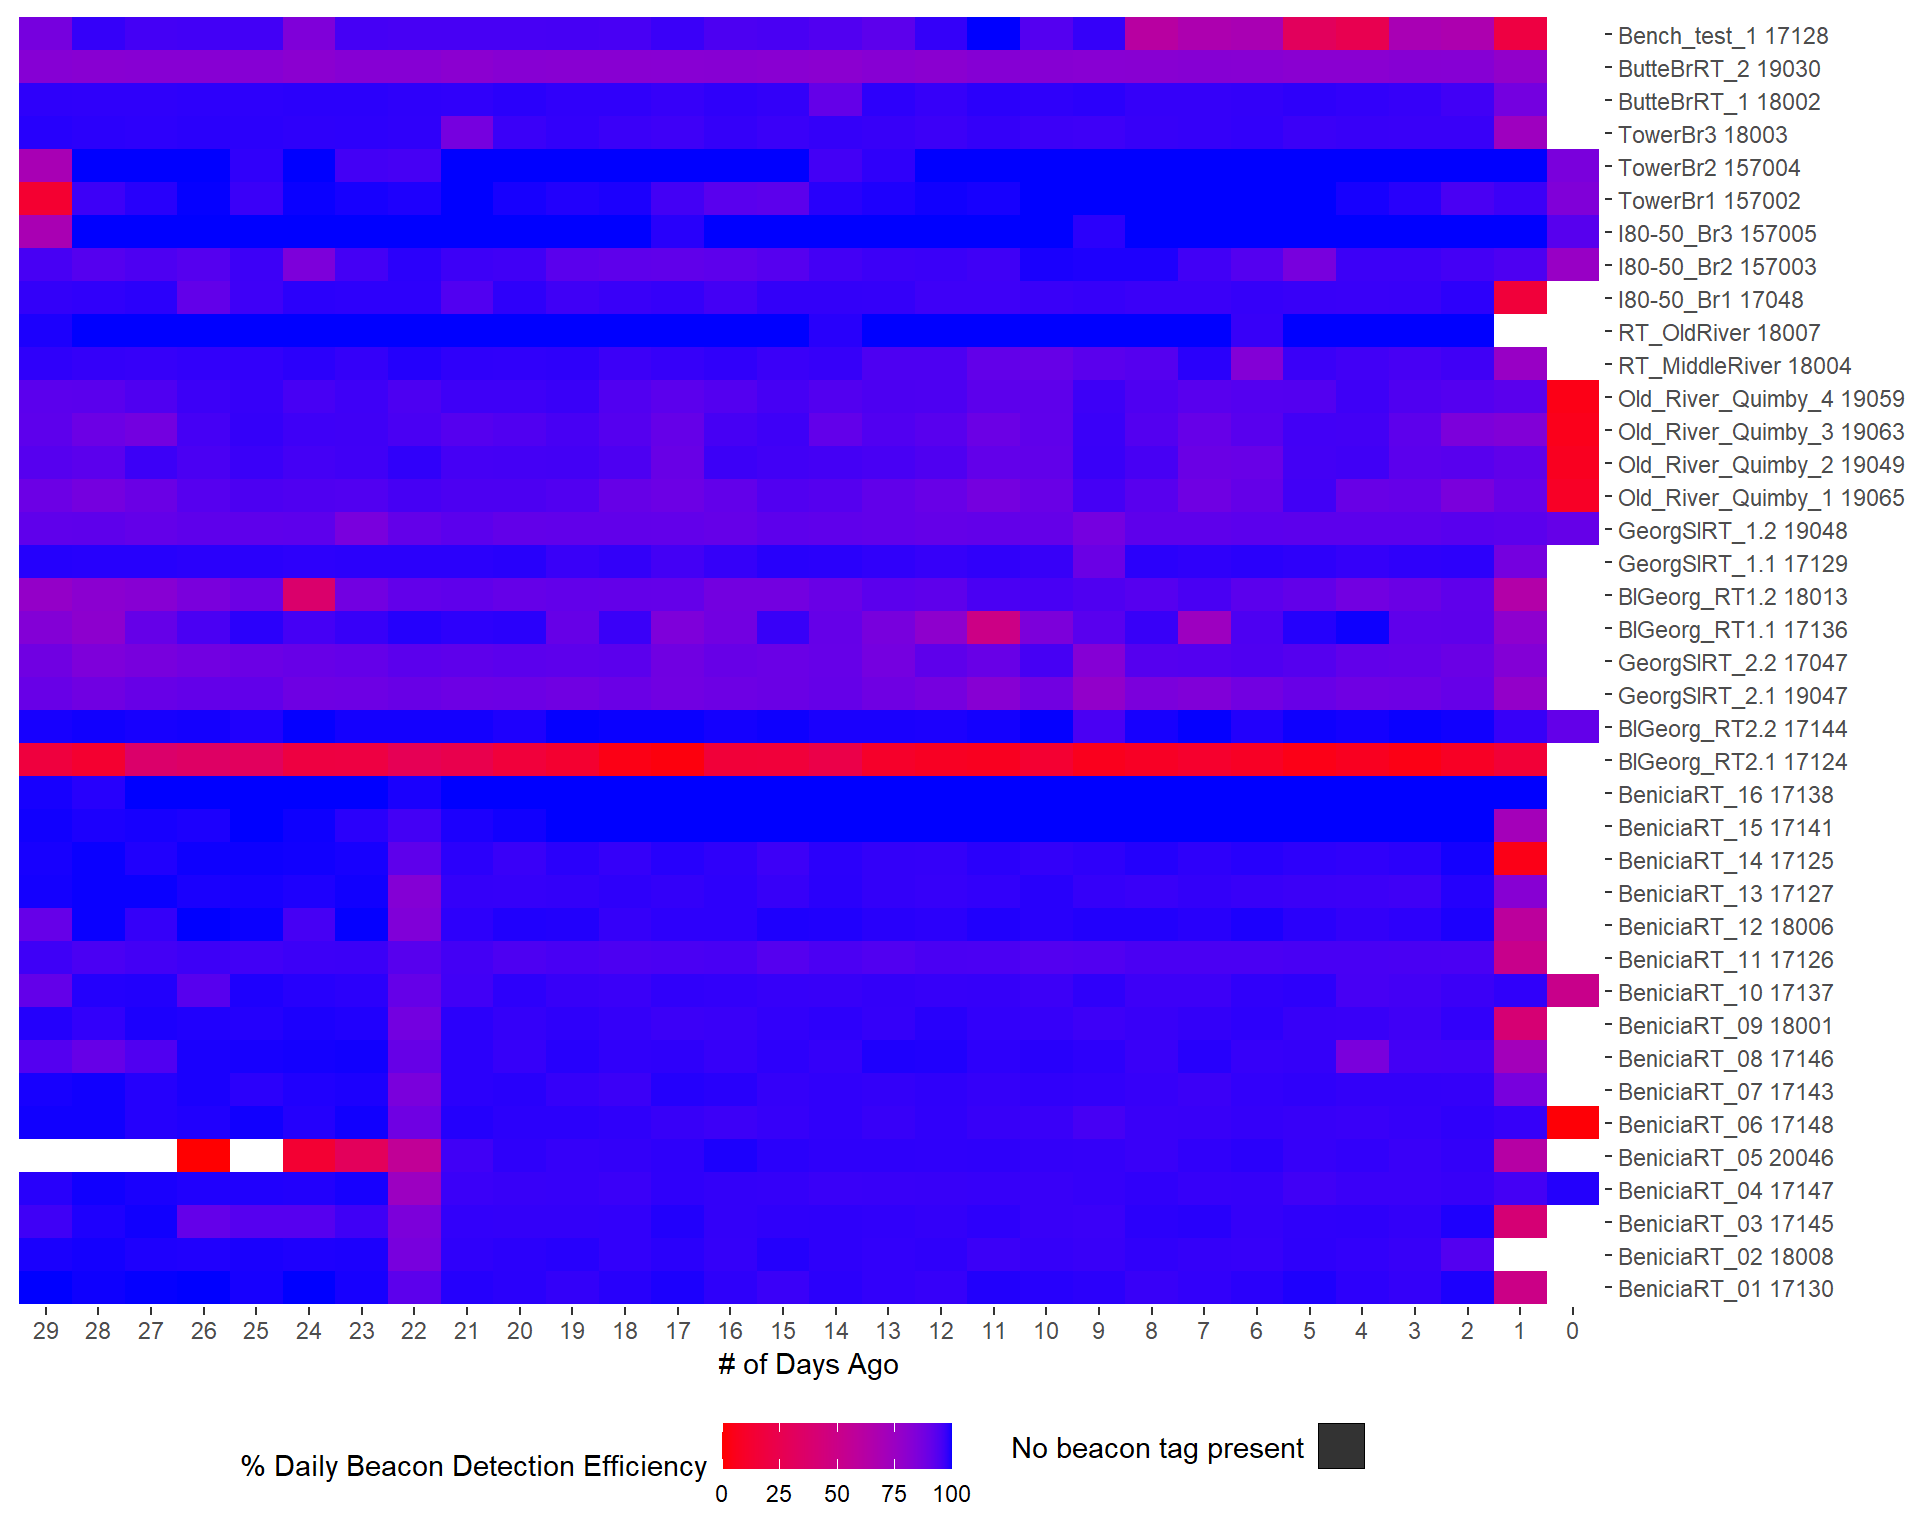 Bench_test_1 17128
ButteBrRT_2 19030
ButteBrRT_1 18002
TowerBr3 18003
TowerBr2 157004
TowerBr1 157002
I80-50_Br3 157005
I80-50_Br2 157003
I80-50_Br1 17048
RT_OldRiver 18007
RT_MiddleRiver 18004
Old_River_Quimby_4 19059
Old_River_Quimby_3 19063
Old_River_Quimby_2 19049
Old_River_Quimby_1 19065
GeorgSlRT_1.2 19048
GeorgSlRT_1.1 17129
BlGeorg_RT1.2 18013
BlGeorg_RT1.1 17136
GeorgSlRT_2.2 17047
GeorgSlRT_2.1 19047
BlGeorg_RT2.2 17144
BlGeorg_RT2.1 17124
BeniciaRT_16 17138
BeniciaRT_15 17141
BeniciaRT_14 17125
BeniciaRT_13 17127
BeniciaRT_12 18006
BeniciaRT_11 17126
BeniciaRT_10 17137
BeniciaRT_09 18001
BeniciaRT_08 17146
BeniciaRT_07 17143
BeniciaRT_06 17148
BeniciaRT_05 20046
BeniciaRT_04 17147
BeniciaRT_03 17145
BeniciaRT_02 18008
BeniciaRT_01 17130
29 28 27 26 25 24 23 22 21 20 19 18 17 16 15 14 13 12 11 10 9 8 7 6 5 4 3 2 1 0
# of Days Ago
% Daily Beacon Detection Efficiency
0 25 50 75 100
No beacon tag present